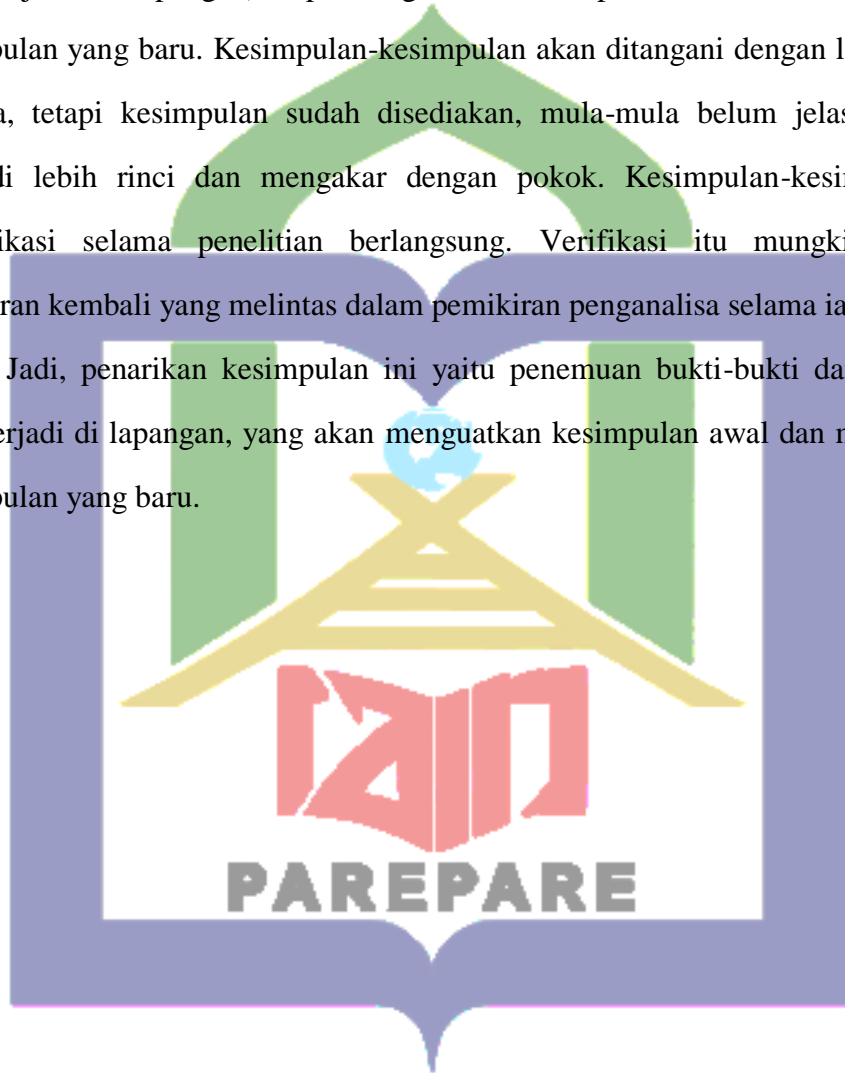 pulan yang baru. Kesimpulan-kesimpulan akan ditangani dengan l
a, tetapi kesimpulan sudah disediakan, mula-mula belum jelas
di lebih rinci dan mengakar dengan pokok. Kesimpulan-kesi
ikasi selama penelitian berlangsung. Verifikasi itu mungki
ran kembali yang melintas dalam pemikiran penganalisa selama ia
Jadi, penarikan kesimpulan ini yaitu penemuan bukti-bukti da
erjadi di lapangan, yang akan menguatkan kesimpulan awal dan
pulan yang baru.
iain
PAREPARE